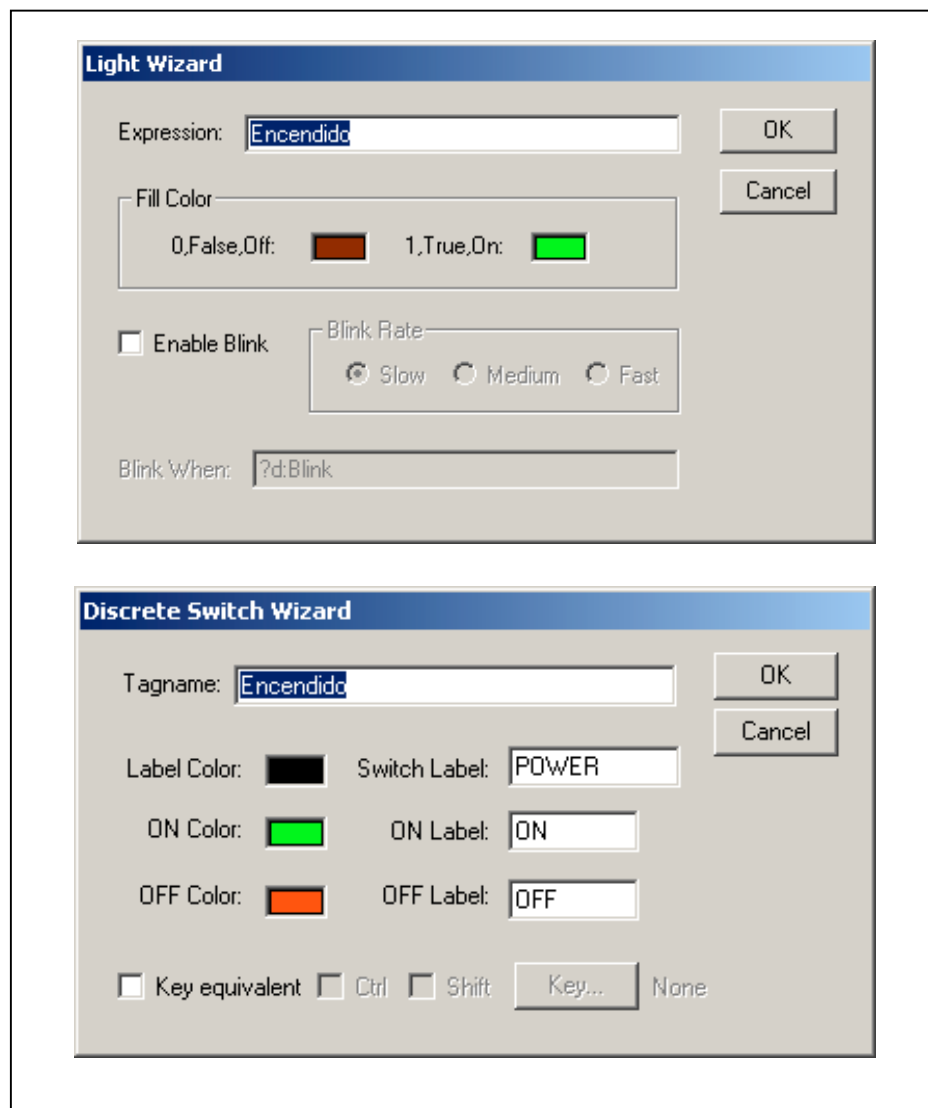 Light Wizard
Expression: Encendido
OK
Cancel
Fill Color
0,False,Off: 1,True,On:
Enable Blink
Blink Rate
Slow Medium Fast
Blink When: ?d:Blink
Discrete Switch Wizard
Tagname: Encendido
OK
Cancel
Label Color: Switch Label: POWER
ON Color: ON Label: ON
OFF Color: OFF Label: OFF
Key equivalent Ctrl Shift Key... None